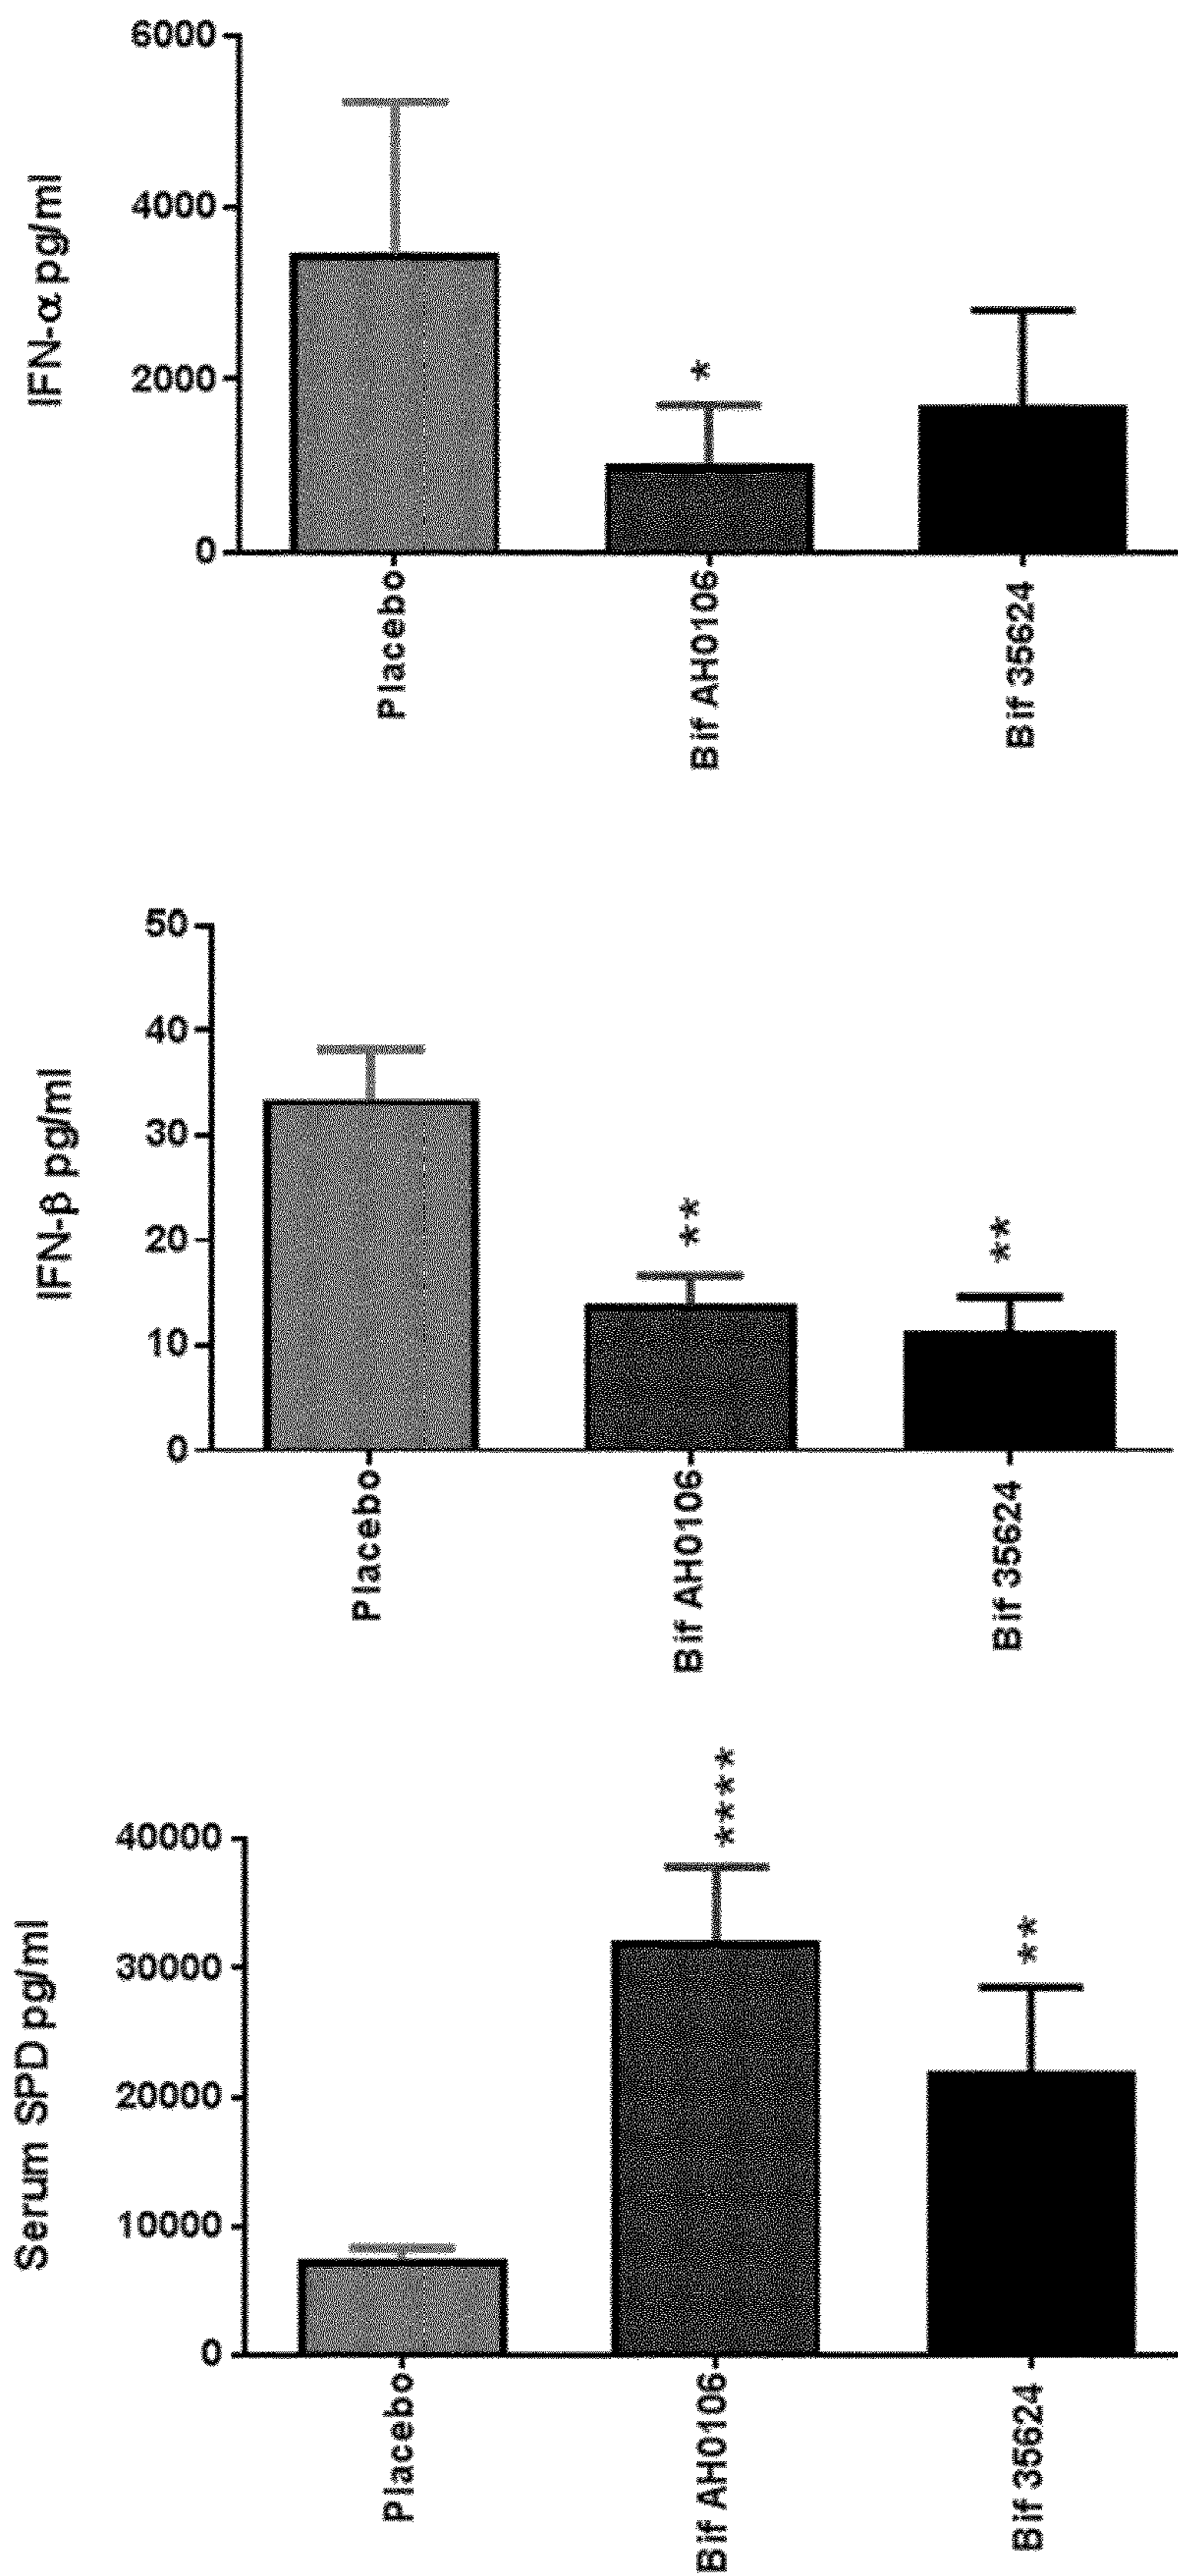 IFN-α pg/ml
6000
4000
2000
0
*
Placebo
Bif AH0106
Bif 35624
IFN-β pg/ml
50
40
30
20
10
0
**
**
Placebo
Bif AH0106
Bif 35624
Serum SPD pg/ml
40000
30000
20000
10000
0
****
**
Placebo
Bif AH0106
Bif 35624